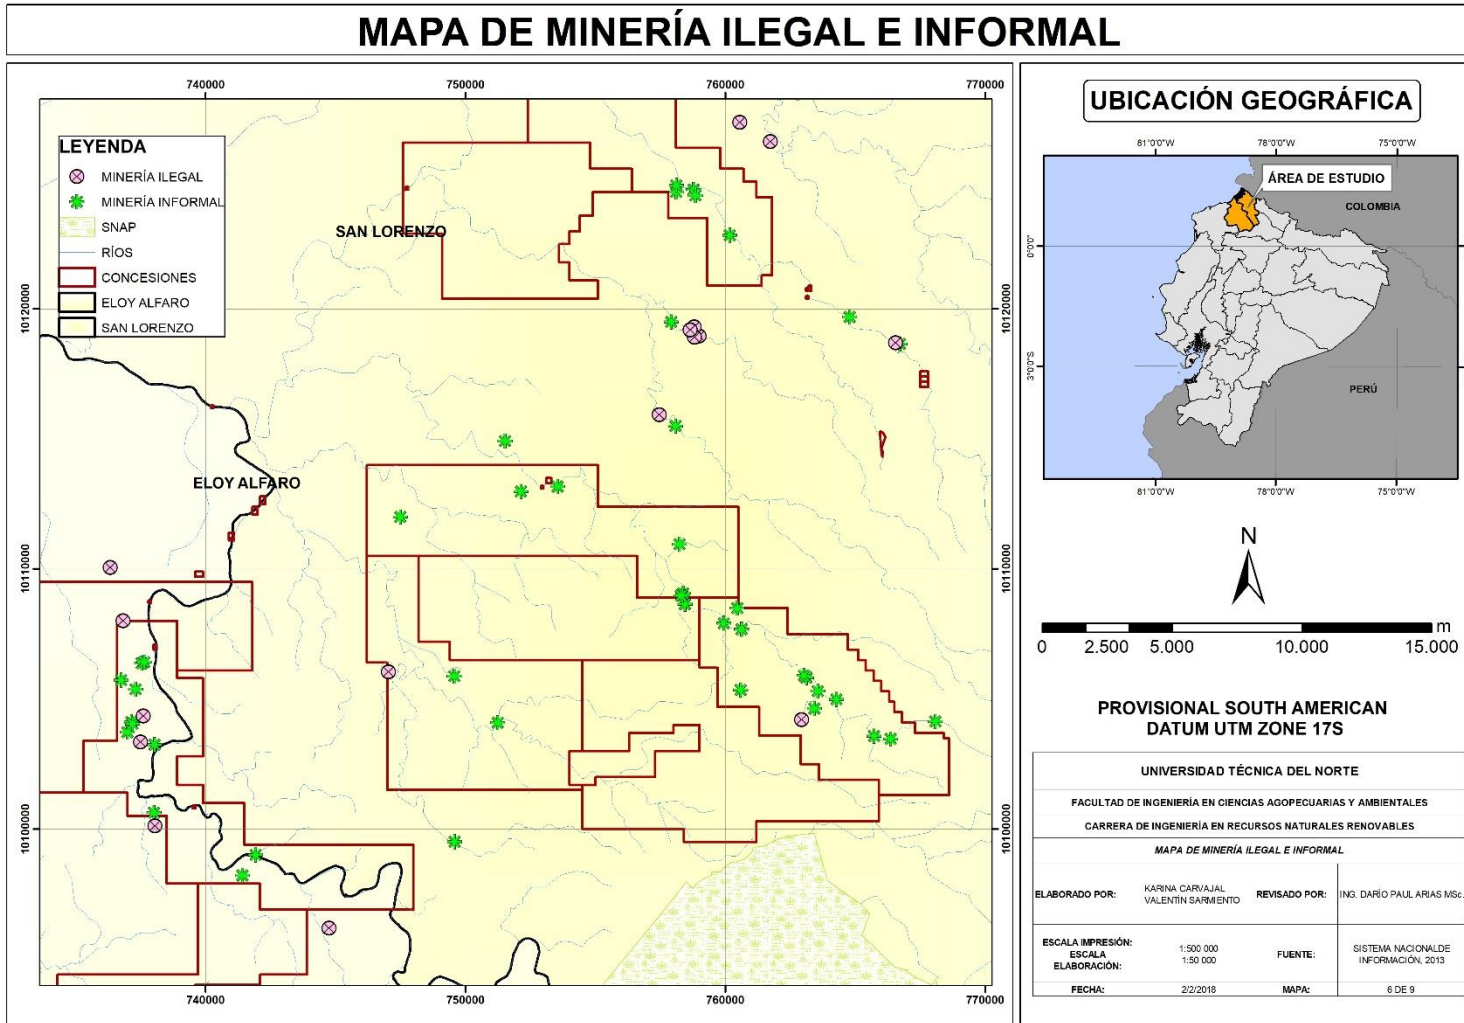 MAPA DE MINERÍA ILEGAL E INFORMAL
740000
750000
760000
770000
LEYENDA
MINERÍA ILEGAL
MINERÍA INFORMAL
SNAP
RÍOS
CONCESIONES
ELOY ALFARO
SAN LORENZO
SAN LORENZO
ELOY ALFARO
10120000
10110000
10100000
10120000
10110000
10100000
740000
750000
760000
770000
UBICACIÓN GEOGRÁFICA
81°0'0"W
78°0'0"W
75°0'0"W
ÁREA DE ESTUDIO
COLOMBIA
0°0'0"
3°0'0"S
PERÚ
81°0'0"W
78°0'0"W
75°0'0"W
N
m
0 2.500 5.000 10.000 15.000
PROVISIONAL SOUTH AMERICAN
DATUM UTM ZONE 17S
UNIVERSIDAD TÉCNICA DEL NORTE
FACULTAD DE INGENIERÍA EN CIENCIAS AGOPECUARIAS Y AMBIENTALES
CARRERA DE INGENIERÍA EN RECURSOS NATURALES RENOVABLES
MAPA DE MINERÍA ILEGAL E INFORMAL
ELABORADO POR: KARINA CARVAJAL
VALENTÍN SARMIENTO
REVISADO POR: ING. DARÍO PAUL ARIAS MSc.
ESCALA IMPRESIÓN: 1:500 000
ESCALA
ELABORACIÓN: 1:50 000
FUENTE: SISTEMA NACIONALDE
INFORMACIÓN, 2013
FECHA: 2/2/2018 MAPA: 6 DE 9